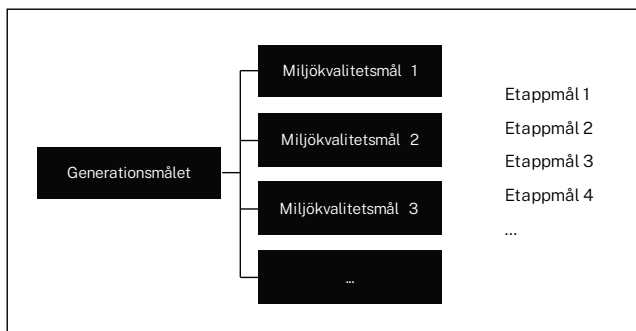 Generationsmålet
Miljökvalitetsmål 1
Miljökvalitetsmål 2
Miljökvalitetsmål 3
...
Etappmål 1
Etappmål 2
Etappmål 3
Etappmål 4
...